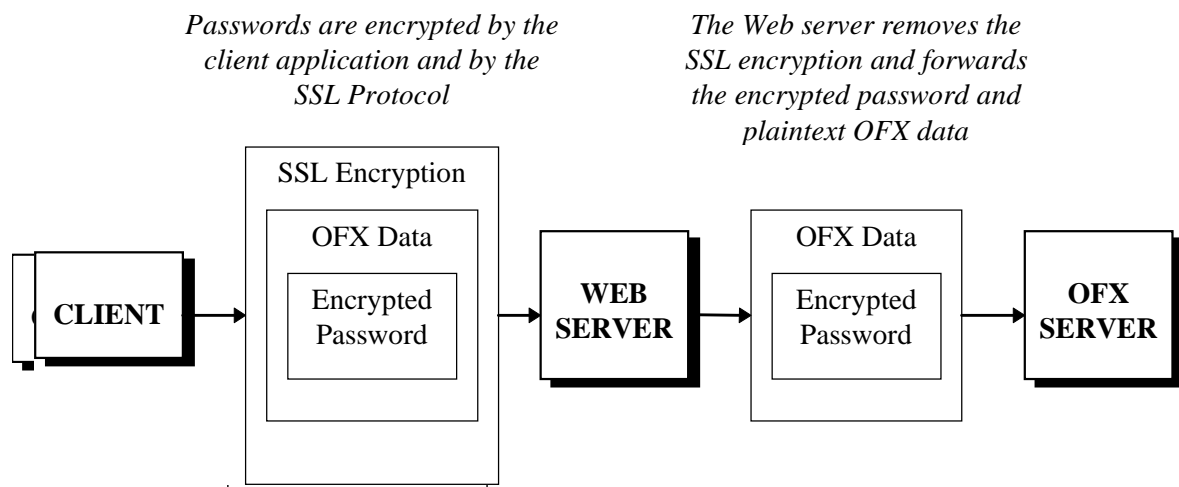 Passwords are encrypted by the
client application and by the
SSL Protocol
The Web server removes the
SSL encryption and forwards
the encrypted password and
plaintext OFX data
SSL Encryption
OFX Data
Encrypted
Password
CLIENT
WEB
SERVER
OFX Data
Encrypted
Password
OFX
SERVER